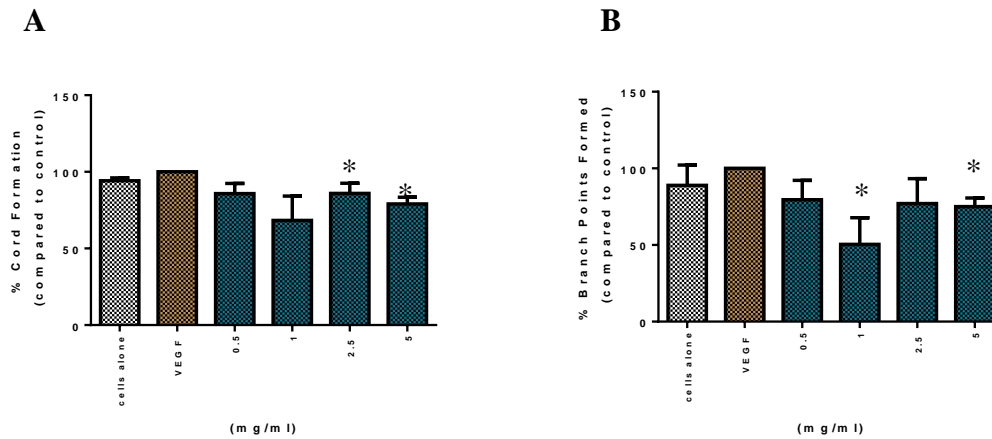 A
% Cord Formation
(compared to control)
150
100
50
0
*
*
cells alone
VEGF
0.5
1
2.5
5
(mg/ml)
B
% Branch Points Formed
(compared to control)
150
100
50
0
*
*
cells alone
VEGF
0.5
1
2.5
5
(mg/ml)